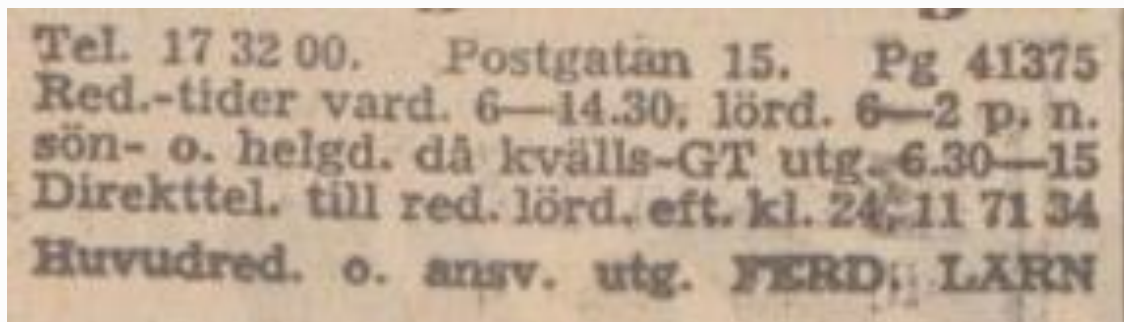 Tel. 17 32 00. Postgatan 15. Pg 41375
Red.-tider vard. 6—14.30, lörd. 6—2 p. n.
sön- o. helgd. då kvälls-GT utg. 6.30—15
Direkttel. till red. lörd. eft. kl. 24, 11 71 34
Huvudred. o. ansv. utg. FERD. LARN